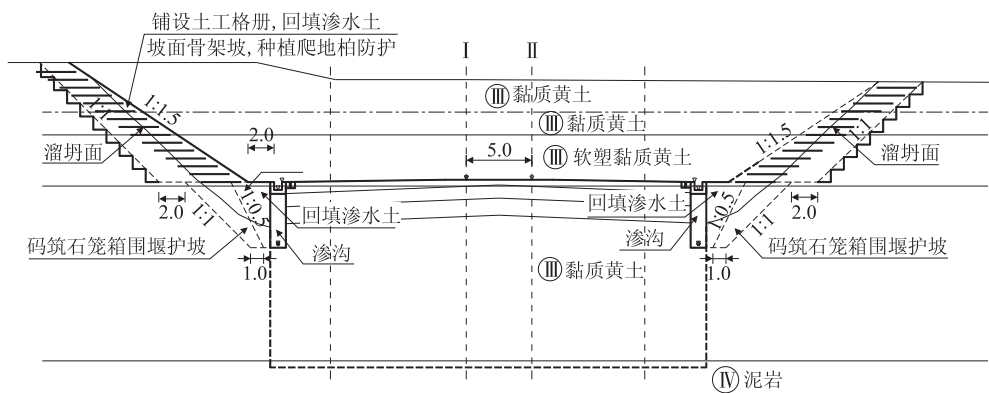 铺设土工格册,回填渗水土
坡面骨架坡,种植爬地柏防护
Ⅰ
Ⅱ
Ⅲ 黏质黄土
1:1.5
1:1
Ⅲ 黏质黄土
2.0
5.0
Ⅲ 软塑黏质黄土
1:1.5
1:1
溜坍面
溜坍面
2.0
1:1
1:0.5
回填渗水土
回填渗水土
1:0.5
1:1
2.0
码筑石笼箱围堰护坡
渗沟
渗沟
码筑石笼箱围堰护坡
1.0
Ⅲ 黏质黄土
1.0
Ⅳ 泥岩